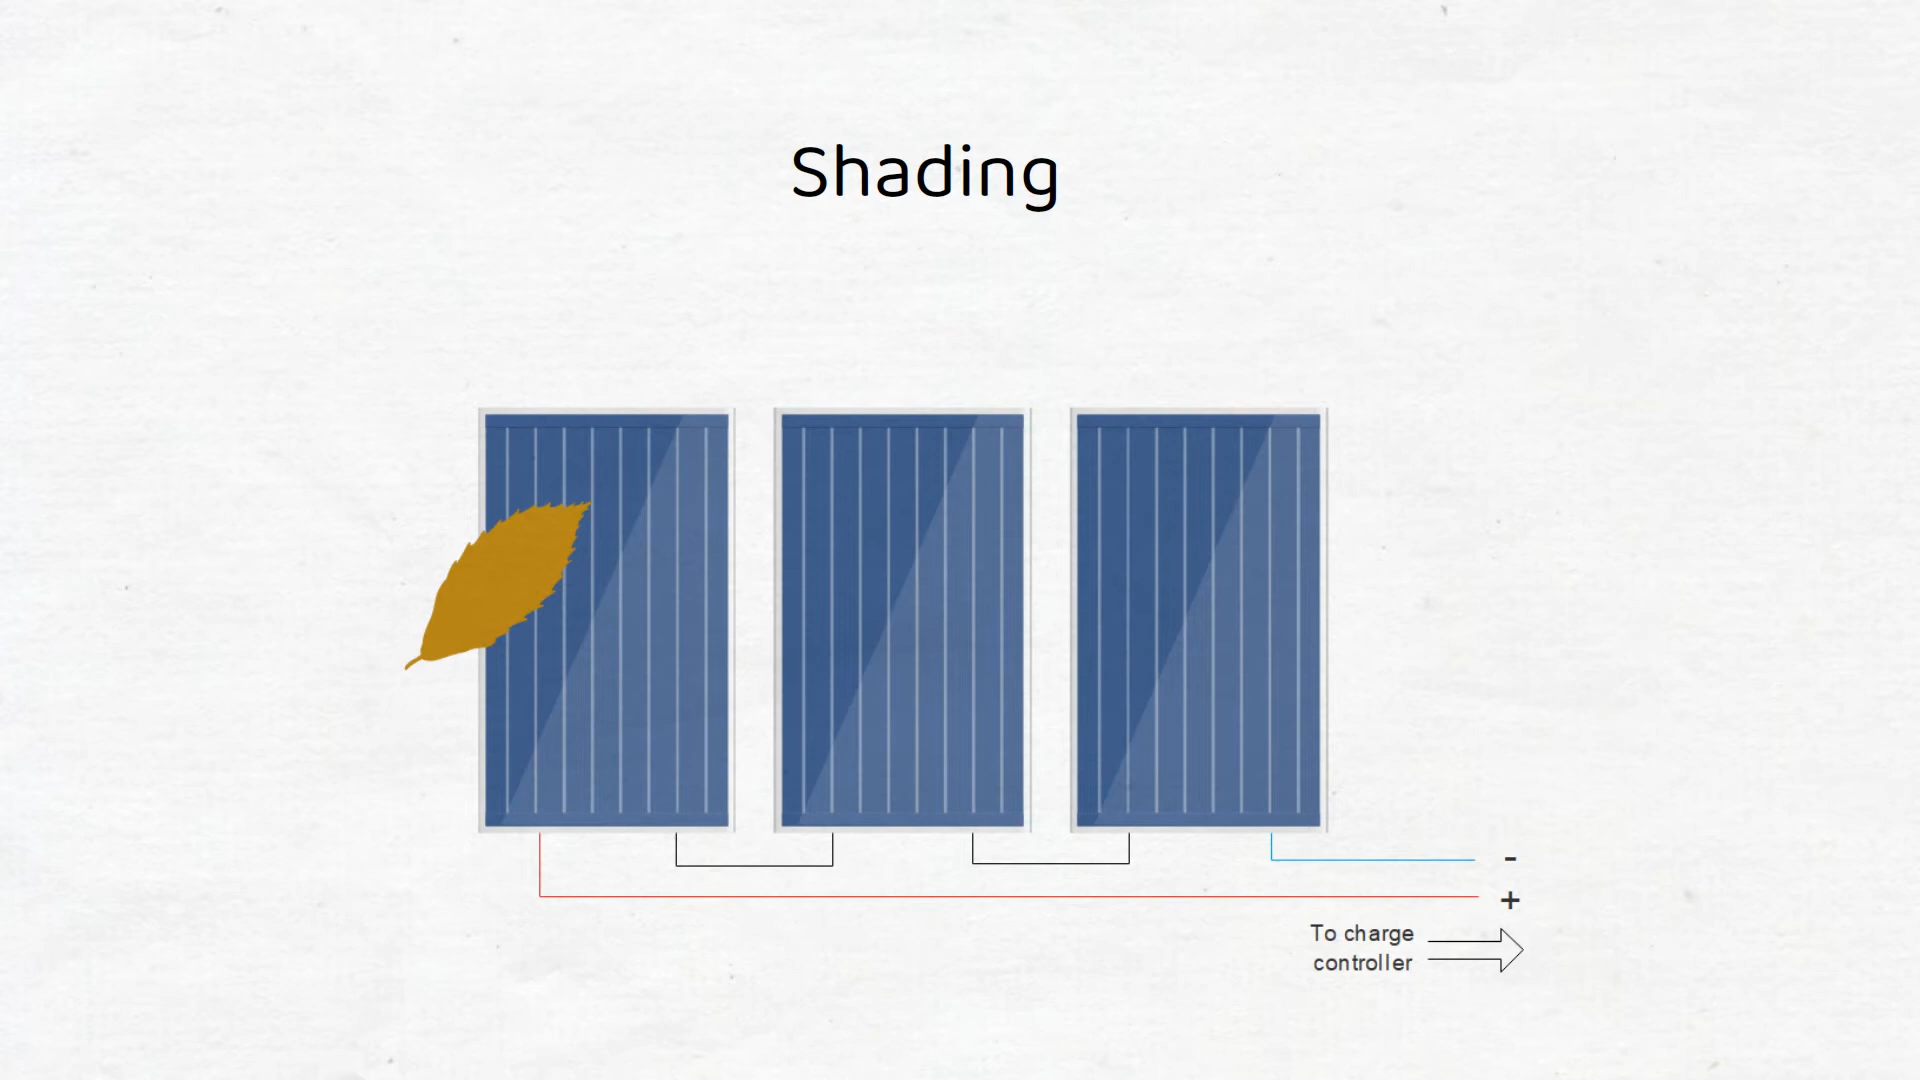 Shading
-
+
To charge
controller